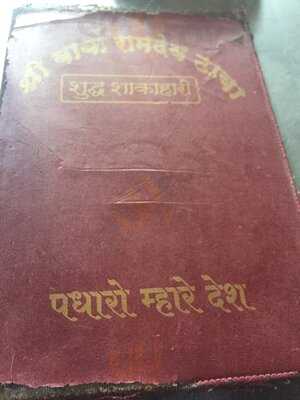 श्री बाबा रामदेव ढाबा
शुद्ध शाकाहारी
पधारो म्हारे देश